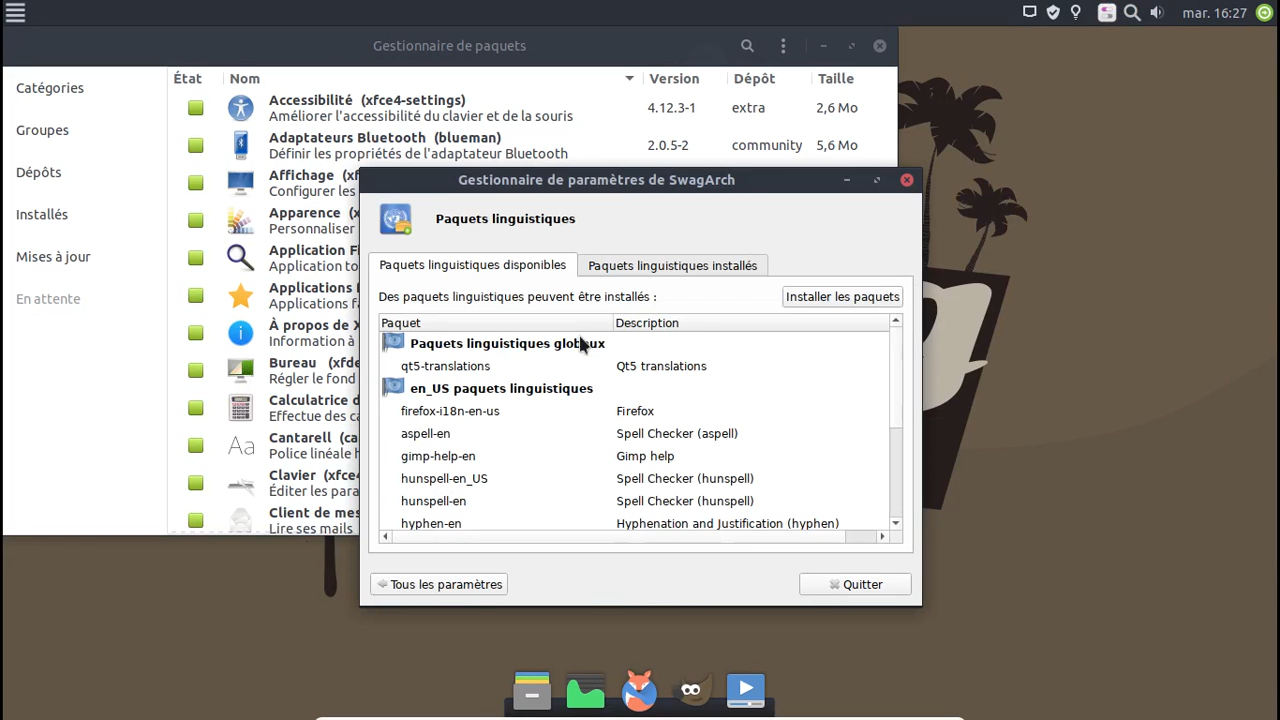 mar. 16:27
Gestionnaire de paquets
Catégories
Groupes
Dépôts
Installés
Mises à jour
En attente
État Nom Version Dépôt Taille
Accessibilité (xfce4-settings) 4.12.3-1 extra 2,6 Mo
Améliorer l'accessibilité du clavier et de la souris
Adaptateurs Bluetooth (blueman) 2.0.5-2 community 5,6 Mo
Définir les propriétés de l'adaptateur Bluetooth
Affichage (xf
Configurer les
Apparence (x
Personnaliser
Application Fi
Application to
Applications f
Applications fa
À propos de X
Information à
Bureau (xfde
Régler le fond
Calculatrice d
Effectue des ca
Cantarell (ca
Police linéale h
Clavier (xfce4
Éditer les para
Client de mes
Lire ses mails
Gestionnaire de paramètres de SwagArch
Paquets linguistiques
Paquets linguistiques disponibles
Paquets linguistiques installés
Des paquets linguistiques peuvent être installés :
Installer les paquets
Paquet Description
Paquets linguistiques globaux
qt5-translations Qt5 translations
en_US paquets linguistiques
firefox-i18n-en-us Firefox
aspell-en Spell Checker (aspell)
gimp-help-en Gimp help
hunspell-en_US Spell Checker (hunspell)
hunspell-en Spell Checker (hunspell)
hyphen-en Hyphenation and Justification (hyphen)
Tous les paramètres
Quitter